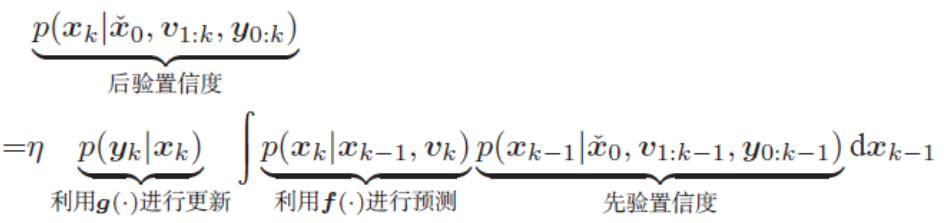 p(x_k|x̌_0, v_{1:k}, y_{0:k})
后验置信度
=η p(y_k|x_k) ∫ p(x_k|x_{k−1}, v_k) p(x_{k−1}|x̌_0, v_{1:k−1}, y_{0:k−1}) dx_{k−1}
利用g(·)进行更新 利用f(·)进行预测 先验置信度